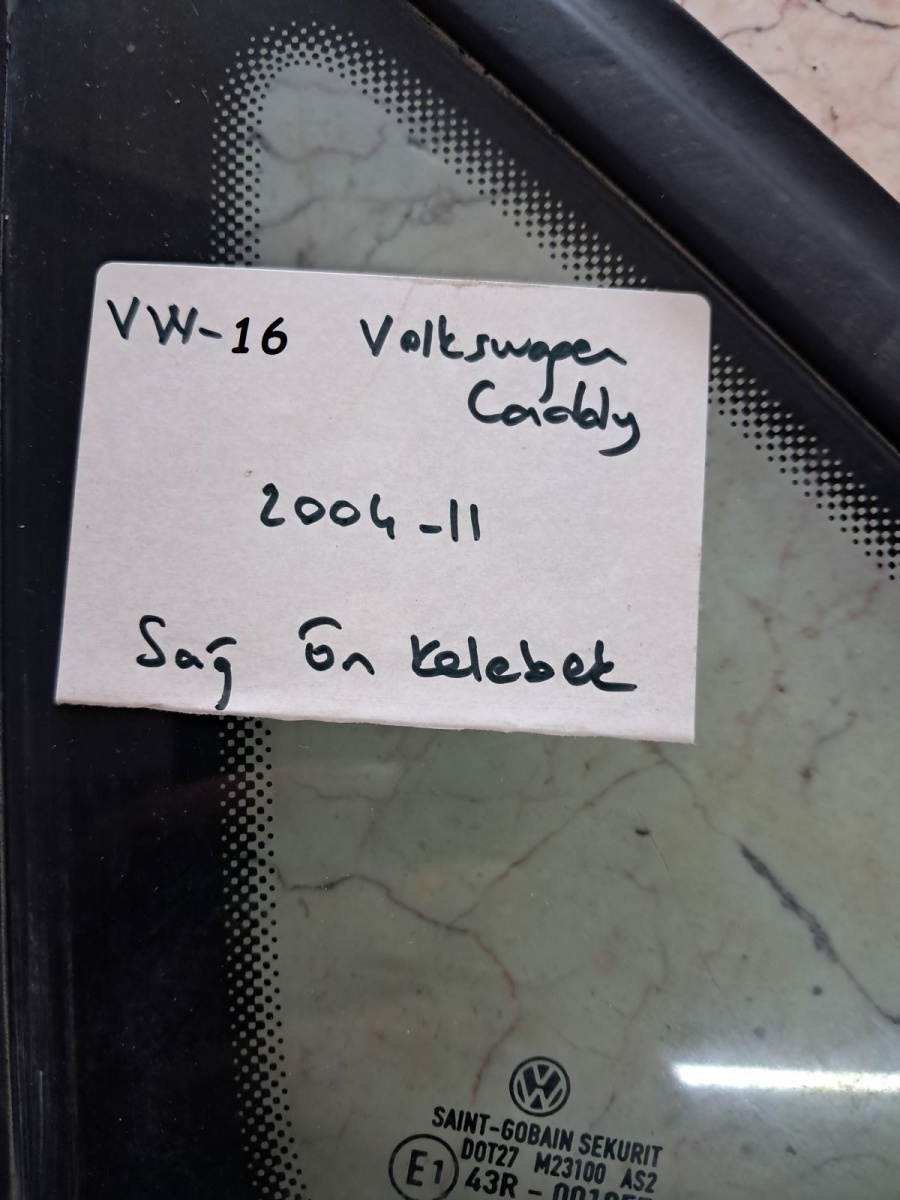 VW-16 Volkswagen
Caddy
2004-11
Sağ Ön Kelebek
SAINT-GOBAIN SEKURIT
DOT27 M23100 AS2
E1 43R -